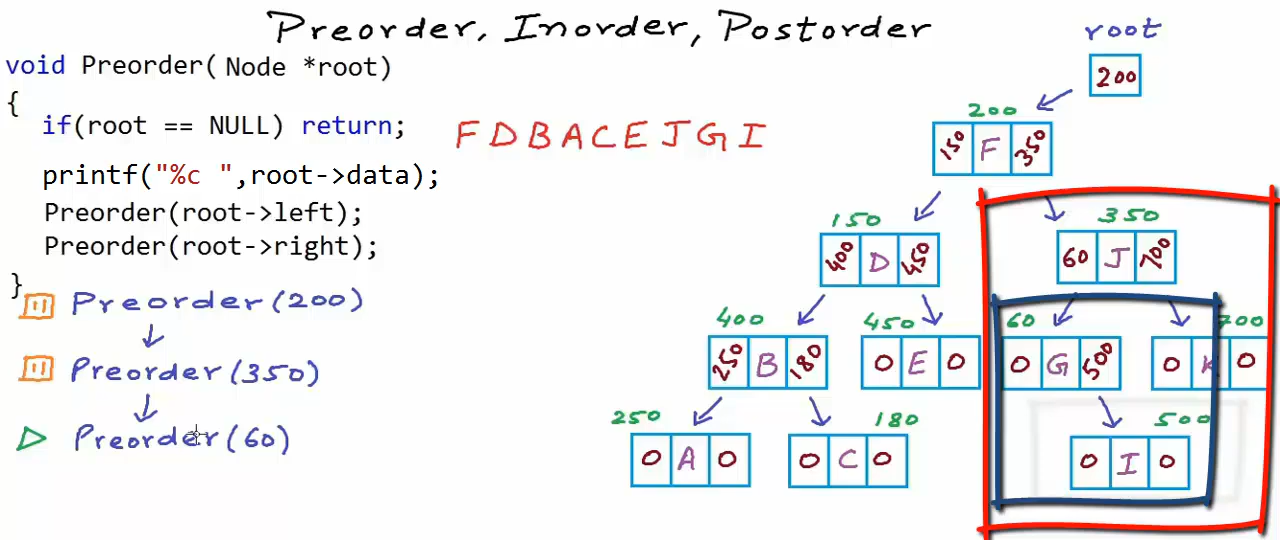 Preorder, Inorder, Postorder
void Preorder( Node *root)
{
if(root == NULL) return;
printf("%c ",root->data);
Preorder(root->left);
Preorder(root->right);
}
Preorder(200)
Preorder(350)
Preorder(60)
F D B A C E J G I
root
200
200
150 F 350
150
400 D 450
350
60 J 700
400
250 B 180
450
0 E 0
60
0 G 500
700
0 K 0
250
0 A 0
180
0 C 0
500
0 I 0